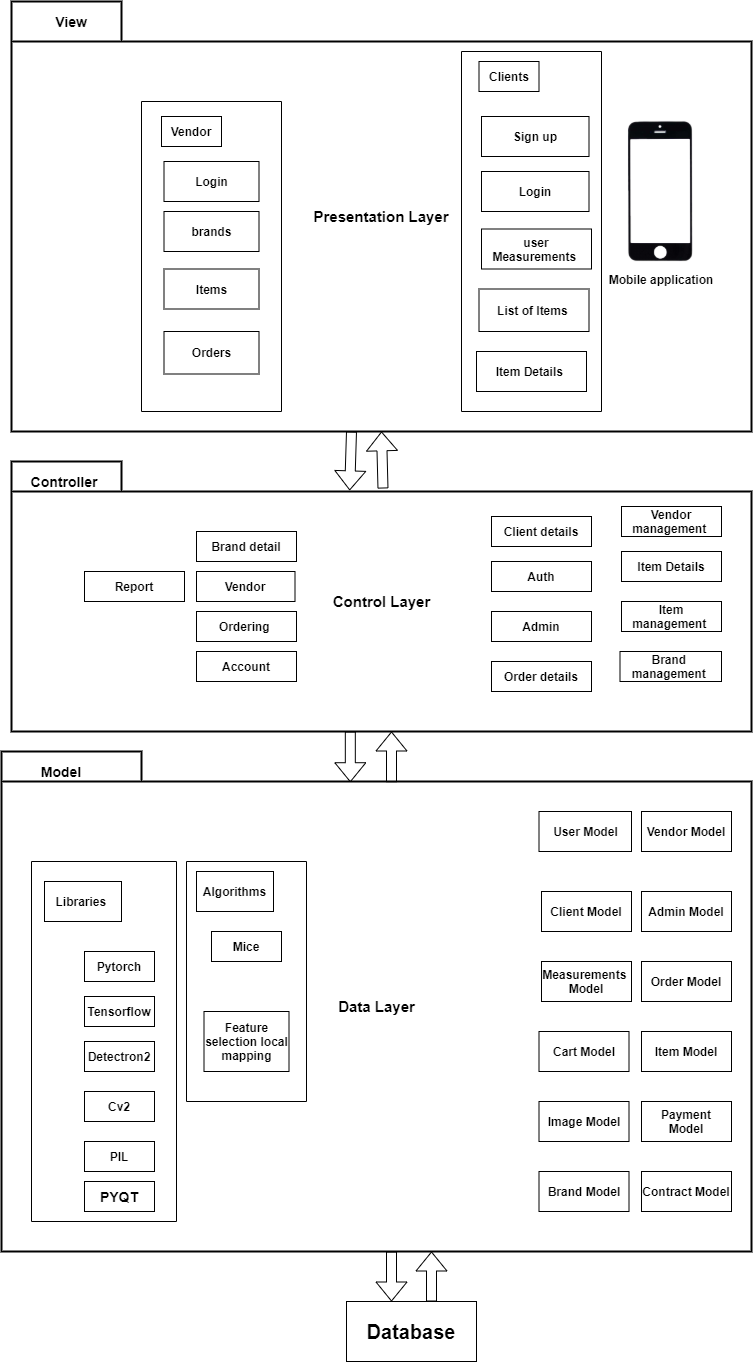 View
Vendor
Login
brands
Items
Orders
Presentation Layer
Clients
Sign up
Login
user
Measurements
List of Items
Item Details
Mobile application
Controller
Report
Brand detail
Vendor
Ordering
Account
Control Layer
Client details
Auth
Admin
Order details
Vendor
management
Item Details
Item
management
Brand
management
Model
Libraries
Pytorch
Tensorflow
Detectron2
Cv2
PIL
PYQT
Algorithms
Mice
Feature
selection local
mapping
Data Layer
User Model
Vendor Model
Client Model
Admin Model
Measurements
Model
Order Model
Cart Model
Item Model
Image Model
Payment
Model
Brand Model
Contract Model
Database